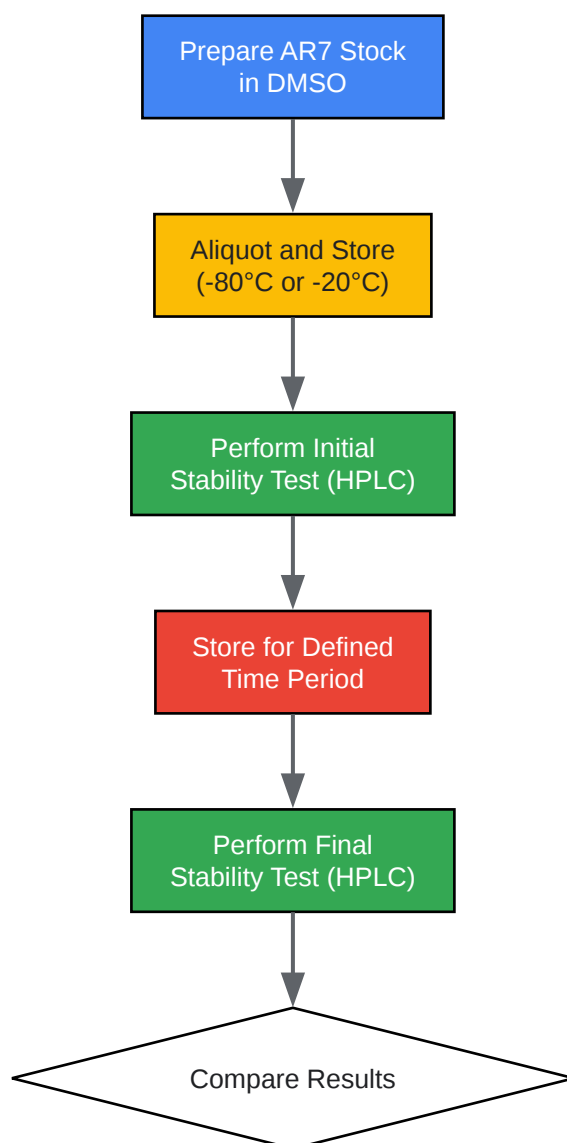 Prepare AR7 Stock
in DMSO
Aliquot and Store
(-80°C or -20°C)
Perform Initial
Stability Test (HPLC)
Store for Defined
Time Period
Perform Final
Stability Test (HPLC)
Compare Results